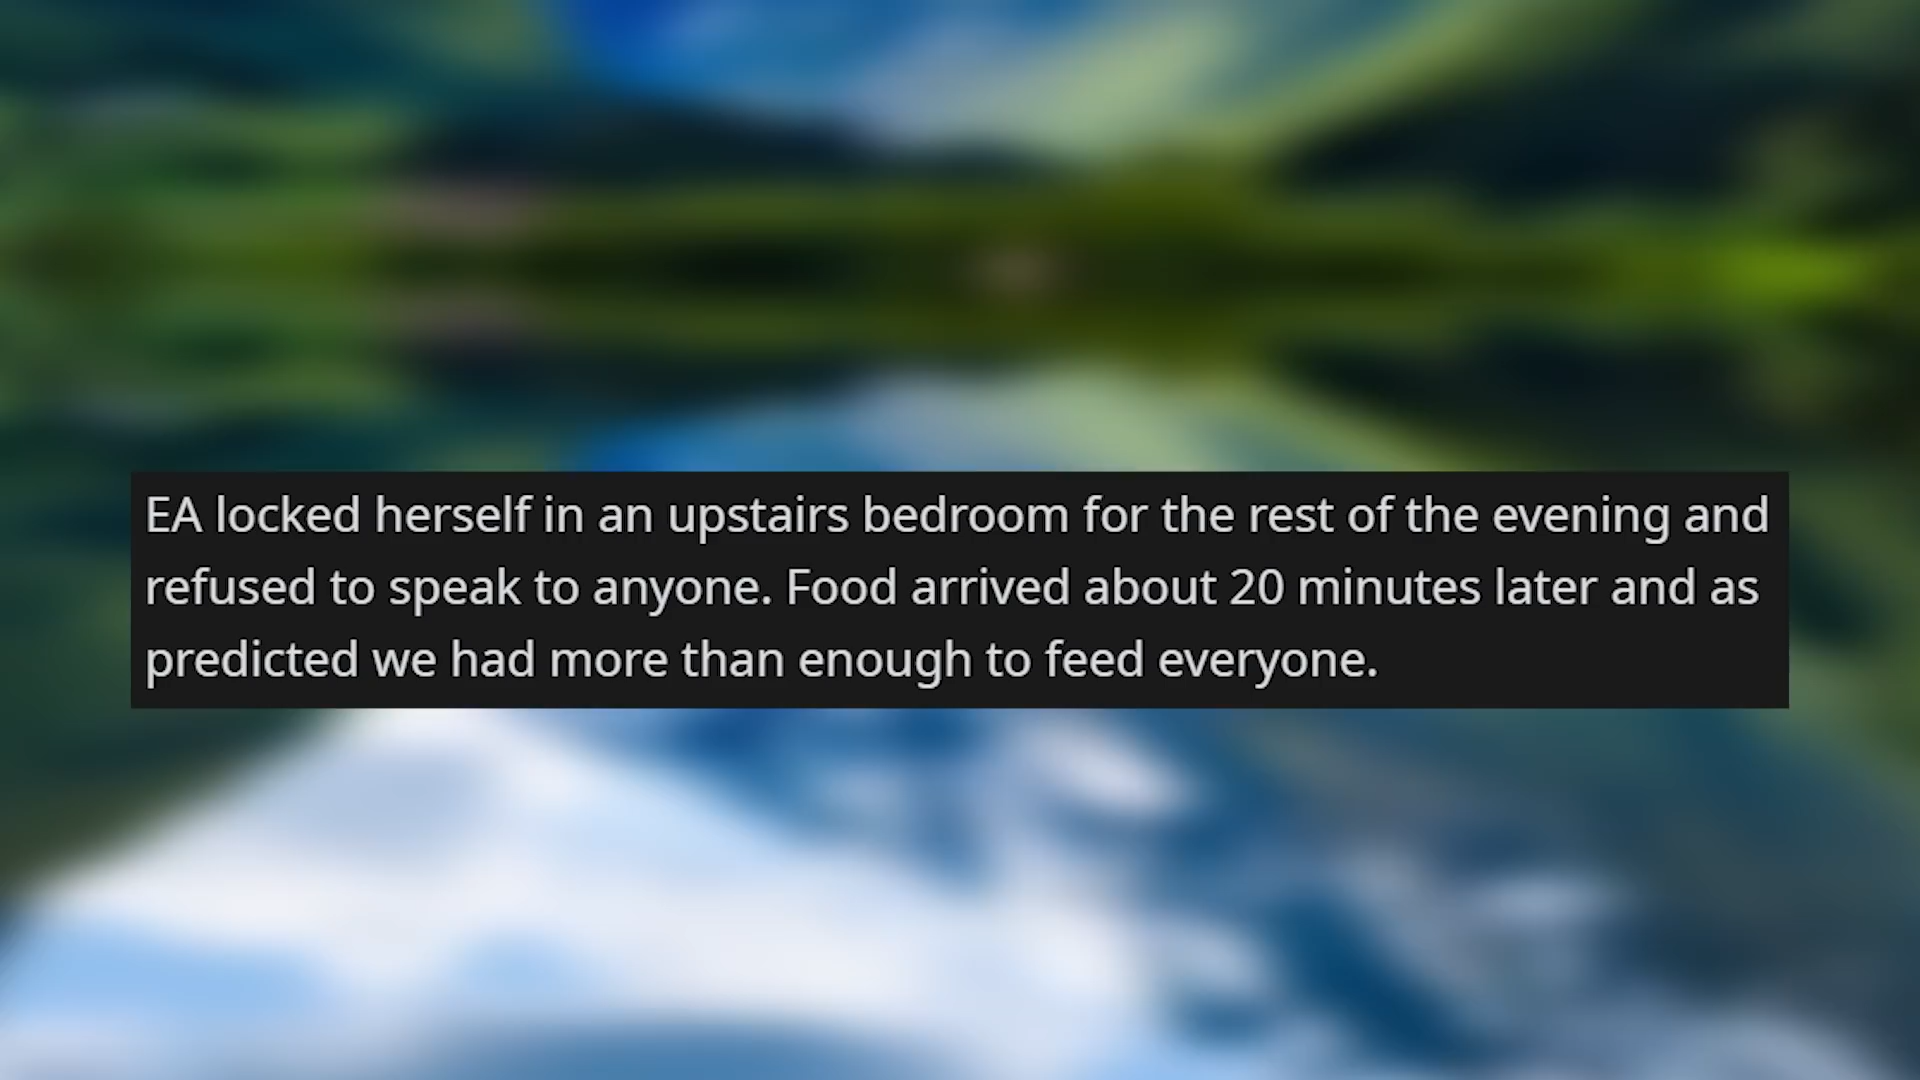 EA locked herself in an upstairs bedroom for the rest of the evening and
refused to speak to anyone. Food arrived about 20 minutes later and as
predicted we had more than enough to feed everyone.